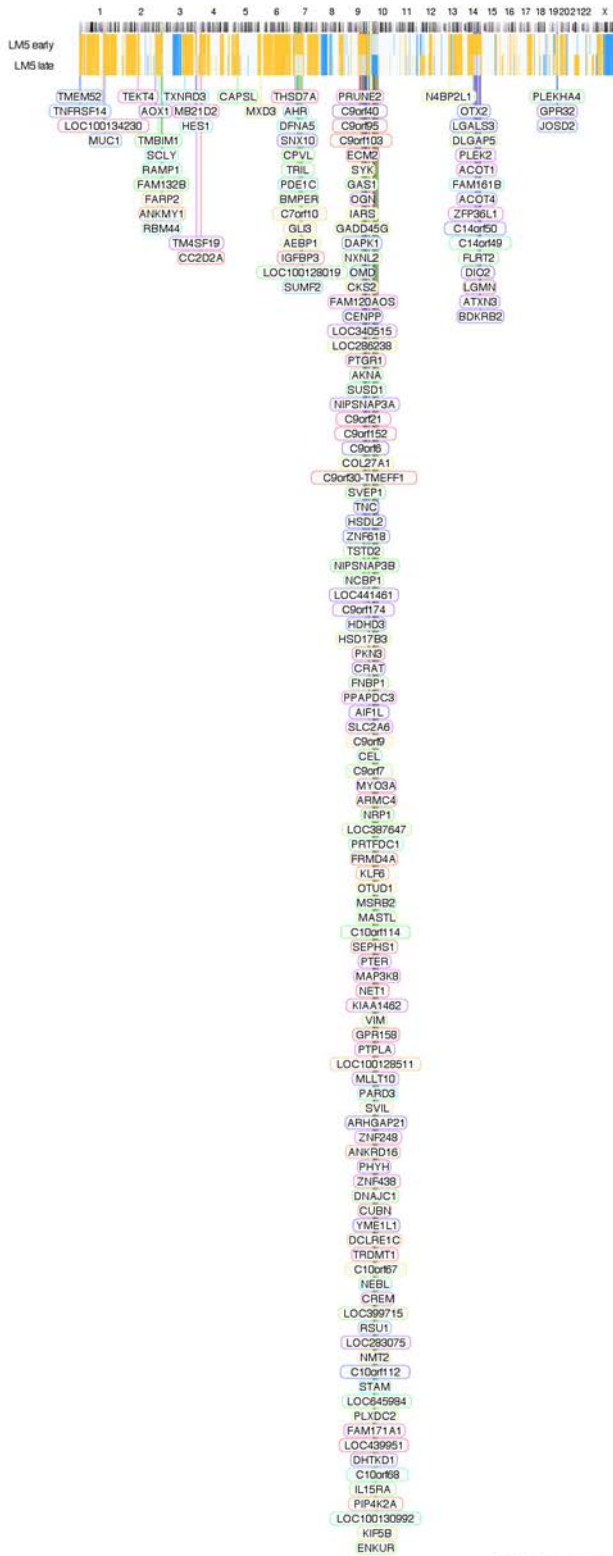 1 2 3 4 5 6 7 8 9 10 11 12 13 14 15 16 17 18 19 20 21 22 X
LM5 early
LM5 late
TMEM52 TEKT4 TXNRD3 CAPSL THSD7A PRUNE2 N4BP2L1 PLEKHA4
TNFRSF14 AOX1 MB21D2 MXD3 AHR C9orf40 OTX2 GPR32
LOC100134230 HES1 DFNA5 C9orf95 LGALS3 JOSD2
MUC1 TMBIM1 SNX10 C9orf103 DLGAP5
SCLY CPVL ECM2 PLEK2
RAMP1 TRIL SYK ACOT1
FAM132B PDE1C GAS1 FAM161B
FARP2 BMPER OGN ACOT4
ANKMY1 C7orf10 IARS ZFP36L1
RBM44 GLI3 GADD45G C14orf50
TM4SF19 AEBP1 DAPK1 C14orf49
CC2D2A IGFBP3 NXNL2 FLRT2
LOC100128019 OMD DIO2
SUMF2 CKS2 LGMN
FAM120AOS ATXN3
CENPP BDKRB2
LOC340515
LOC286238
PTGR1
AKNA
SUSD1
NIPSNAP3A
C9orf21
C9orf152
C9orf6
COL27A1
C9orf30-TMEFF1
SVEP1
TNC
HSDL2
ZNF618
TSTD2
NIPSNAP3B
NCBP1
LOC441461
C9orf174
HDHD3
HSD17B3
PKN3
CRAT
FNBP1
PPAPDC3
AIF1L
SLC2A6
C9orf9
CEL
C9orf7
MYO3A
ARMC4
NRP1
LOC387647
PRTFDC1
FRMD4A
KLF6
OTUD1
MSRB2
MASTL
C10orf114
SEPHS1
PTER
MAP3K8
NET1
KIAA1462
VIM
GPR158
PTPLA
LOC100128511
MLLT10
PARD3
SVIL
ARHGAP21
ZNF248
ANKRD16
PHYH
ZNF438
DNAJC1
CUBN
YME1L1
DCLRE1C
TRDMT1
C10orf67
NEBL
CREM
LOC399715
RSU1
LOC283075
NMT2
C10orf112
STAM
LOC645984
PLXDC2
FAM171A1
LOC439951
DHTKD1
C10orf68
IL15RA
PIP4K2A
LOC100130992
KIF5B
ENKUR